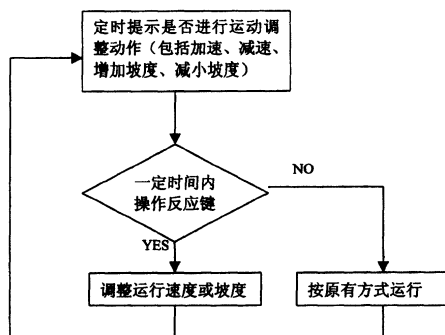 定时提示是否进行运动调
整动作（包括加速、减速、
增加坡度、减小坡度）
一定时间内
操作反应键
NO
YES
调整运行速度或坡度
按原有方式运行